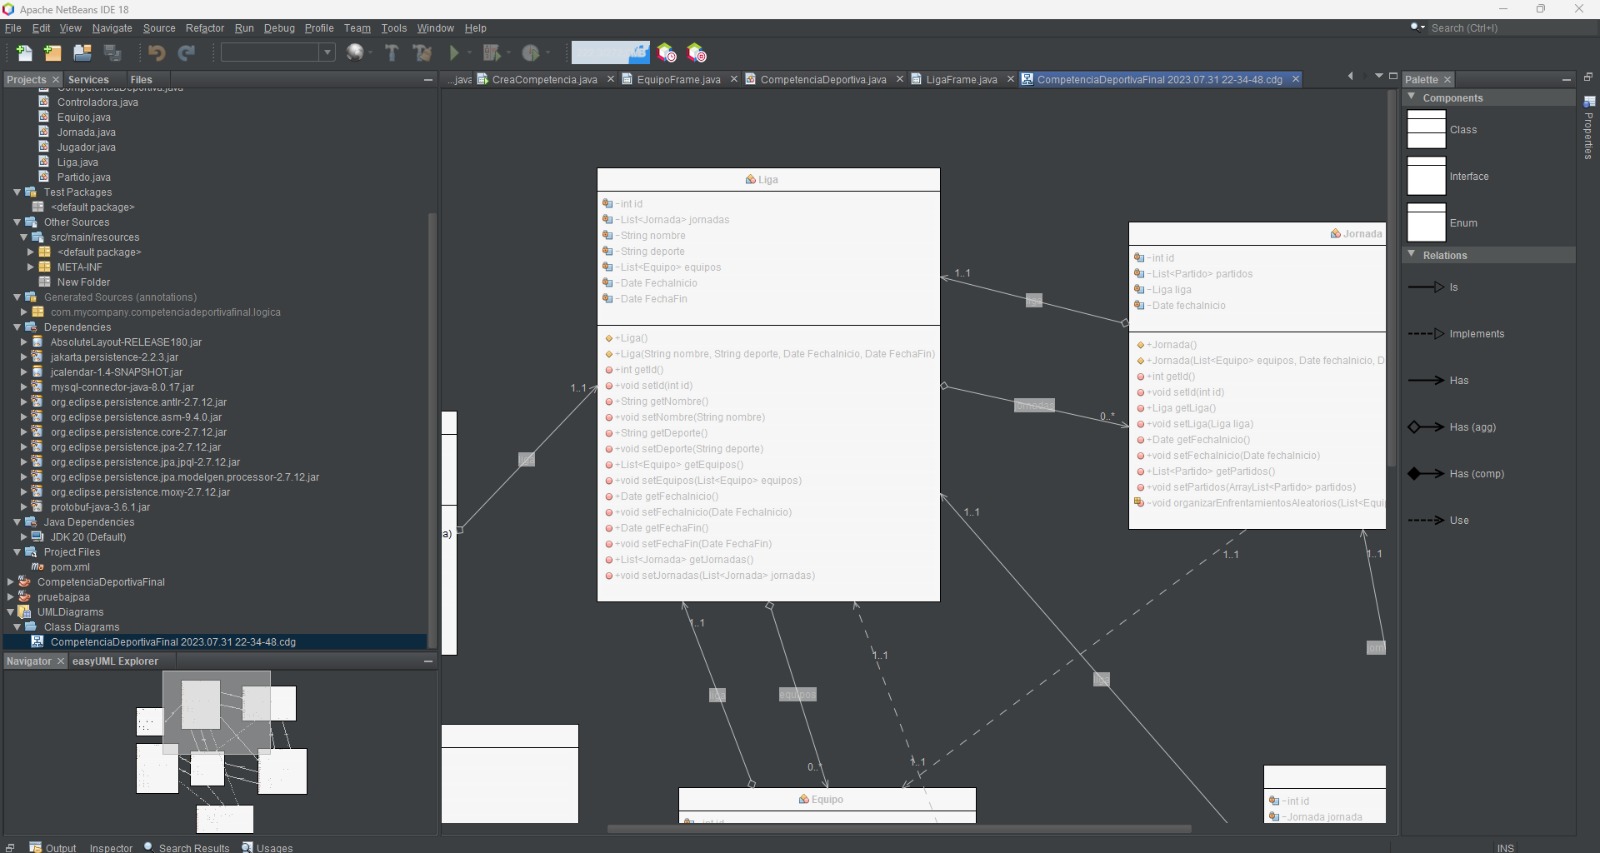 Apache NetBeans IDE 18
File Edit View Navigate Source Refactor Run Debug Profile Team Tools Window Help
Search (Ctrl+I)
Projects Services Files
...java CreaCompetencia.java EquipoFrame.java CompetenciaDeportiva.java LigaFrame.java CompetenciaDeportivaFinal 2023.07.31 22-34-48.cdg
CompetenciaDeportiva.java
Controladora.java
Equipo.java
Jornada.java
Jugador.java
Liga.java
Partido.java
Test Packages
<default package>
Other Sources
src/main/resources
<default package>
META-INF
New Folder
Generated Sources (annotations)
com.mycompany.competenciadeportivafinal.logica
Dependencies
AbsoluteLayout-RELEASE180.jar
jakarta.persistence-2.2.3.jar
jcalendar-1.4-SNAPSHOT.jar
mysql-connector-java-8.0.17.jar
org.eclipse.persistence.antlr-2.7.12.jar
org.eclipse.persistence.asm-9.4.0.jar
org.eclipse.persistence.core-2.7.12.jar
org.eclipse.persistence.jpa-2.7.12.jar
org.eclipse.persistence.jpa.jpql-2.7.12.jar
org.eclipse.persistence.jpa.modelgen.processor-2.7.12.jar
org.eclipse.persistence.moxy-2.7.12.jar
protobuf-java-3.6.1.jar
Java Dependencies
JDK 20 (Default)
Project Files
pom.xml
CompetenciaDeportivaFinal
pruebajpaa
UMLDiagrams
Class Diagrams
CompetenciaDeportivaFinal 2023.07.31 22-34-48.cdg
Navigator easyUML Explorer
a)
Liga
-int id
-List<Jornada> jornadas
-String nombre
-String deporte
-List<Equipo> equipos
-Date FechaInicio
-Date FechaFin
+Liga()
+Liga(String nombre, String deporte, Date FechaInicio, Date FechaFin)
+int getId()
+void setId(int id)
+String getNombre()
+void setNombre(String nombre)
+String getDeporte()
+void setDeporte(String deporte)
+List<Equipo> getEquipos()
+void setEquipos(List<Equipo> equipos)
+Date getFechaInicio()
+void setFechaInicio(Date FechaInicio)
+Date getFechaFin()
+void setFechaFin(Date FechaFin)
+List<Jornada> getJornadas()
+void setJornadas(List<Jornada> jornadas)
1..1
1..1
jornadas
0..*
1..1
1..1
1..1
1..1
1..1
equipos
0..*
1..1
Jornada
-int id
-List<Partido> partidos
-Liga liga
-Date fechaInicio
+Jornada()
+Jornada(List<Equipo> equipos, Date fechaInicio, D
+int getId()
+void setId(int id)
+Liga getLiga()
+void setLiga(Liga liga)
+Date getFechaInicio()
+void setFechaInicio(Date fechaInicio)
+List<Partido> getPartidos()
+void setPartidos(ArrayList<Partido> partidos)
-void organizarEnfrentamientosAleatorios(List<Equi
Equipo
-int id
-int id
-Jornada jornada
Palette
Components
Class
Interface
Enum
Relations
Is
Implements
Has
Has (agg)
Has (comp)
Use
Properties
Output Inspector Search Results Usages
INS